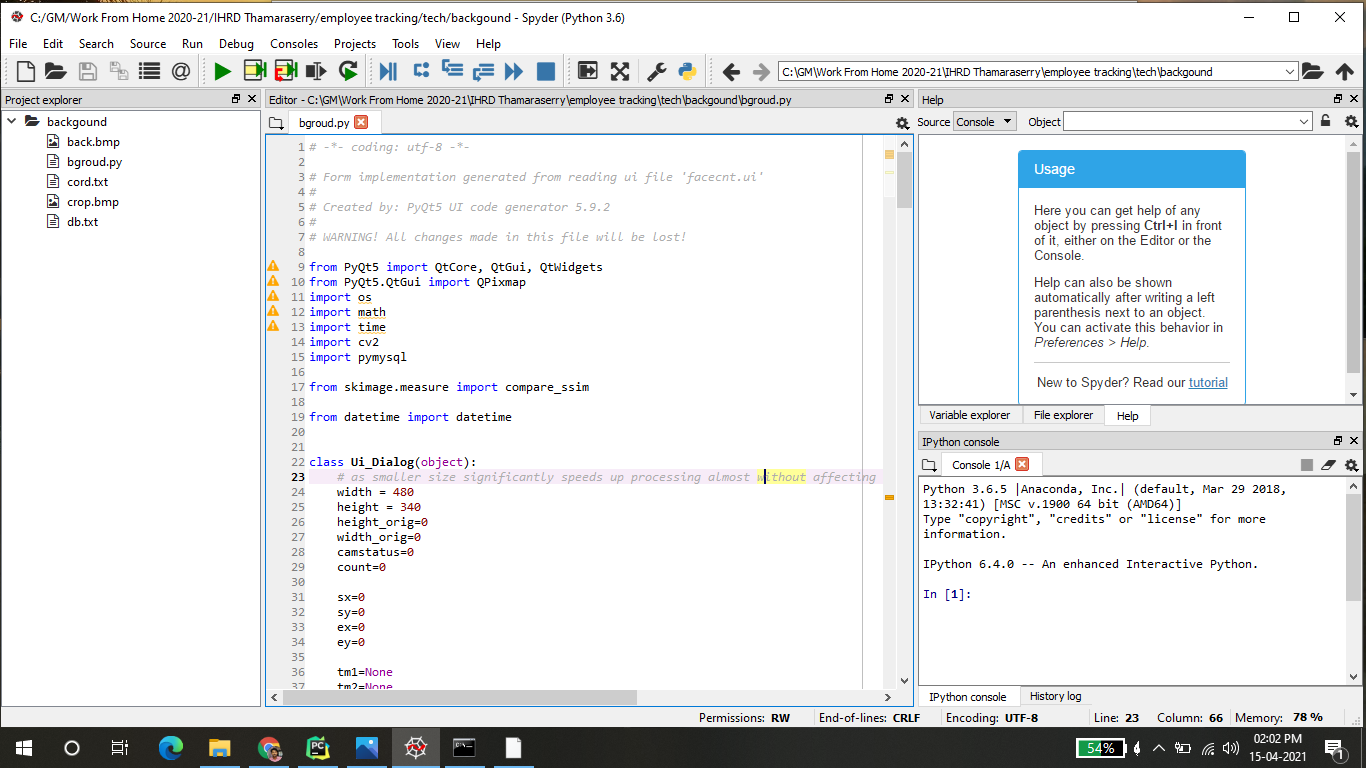 C:/GM/Work From Home 2020-21/IHRD Thamaraserry/employee tracking/tech/backgound - Spyder (Python 3.6)
File Edit Search Source Run Debug Consoles Projects Tools View Help
C:\GM\Work From Home 2020-21\IHRD Thamaraserry\employee tracking\tech\backgound
Project explorer
backgound
back.bmp
bgroud.py
cord.txt
crop.bmp
db.txt
Editor - C:\GM\Work From Home 2020-21\IHRD Thamaraserry\employee tracking\tech\backgound\bgroud.py
bgroud.py
1 # -*- coding: utf-8 -*-
2
3 # Form implementation generated from reading ui file 'facecnt.ui'
4 #
5 # Created by: PyQt5 UI code generator 5.9.2
6 #
7 # WARNING! All changes made in this file will be lost!
8
9 from PyQt5 import QtCore, QtGui, QtWidgets
10 from PyQt5.QtGui import QPixmap
11 import os
12 import math
13 import time
14 import cv2
15 import pymysql
16
17 from skimage.measure import compare_ssim
18
19 from datetime import datetime
20
21
22 class Ui_Dialog(object):
23 # as smaller size significantly speeds up processing almost without affecting
24 width = 480
25 height = 340
26 height_orig=0
27 width_orig=0
28 camstatus=0
29 count=0
30
31 sx=0
32 sy=0
33 ex=0
34 ey=0
35
36 tm1=None
37 tm2=None
Help
Source Console Object
Usage
Here you can get help of any
object by pressing Ctrl+I in front
of it, either on the Editor or the
Console.
Help can also be shown
automatically after writing a left
parenthesis next to an object.
You can activate this behavior in
Preferences > Help.
New to Spyder? Read our tutorial
Variable explorer File explorer Help
IPython console
Console 1/A
Python 3.6.5 |Anaconda, Inc.| (default, Mar 29 2018,
13:32:41) [MSC v.1900 64 bit (AMD64)]
Type "copyright", "credits" or "license" for more
information.
IPython 6.4.0 -- An enhanced Interactive Python.
In [1]:
IPython console History log
Permissions: RW End-of-lines: CRLF Encoding: UTF-8 Line: 23 Column: 66 Memory: 78 %
54% 02:02 PM
15-04-2021
1